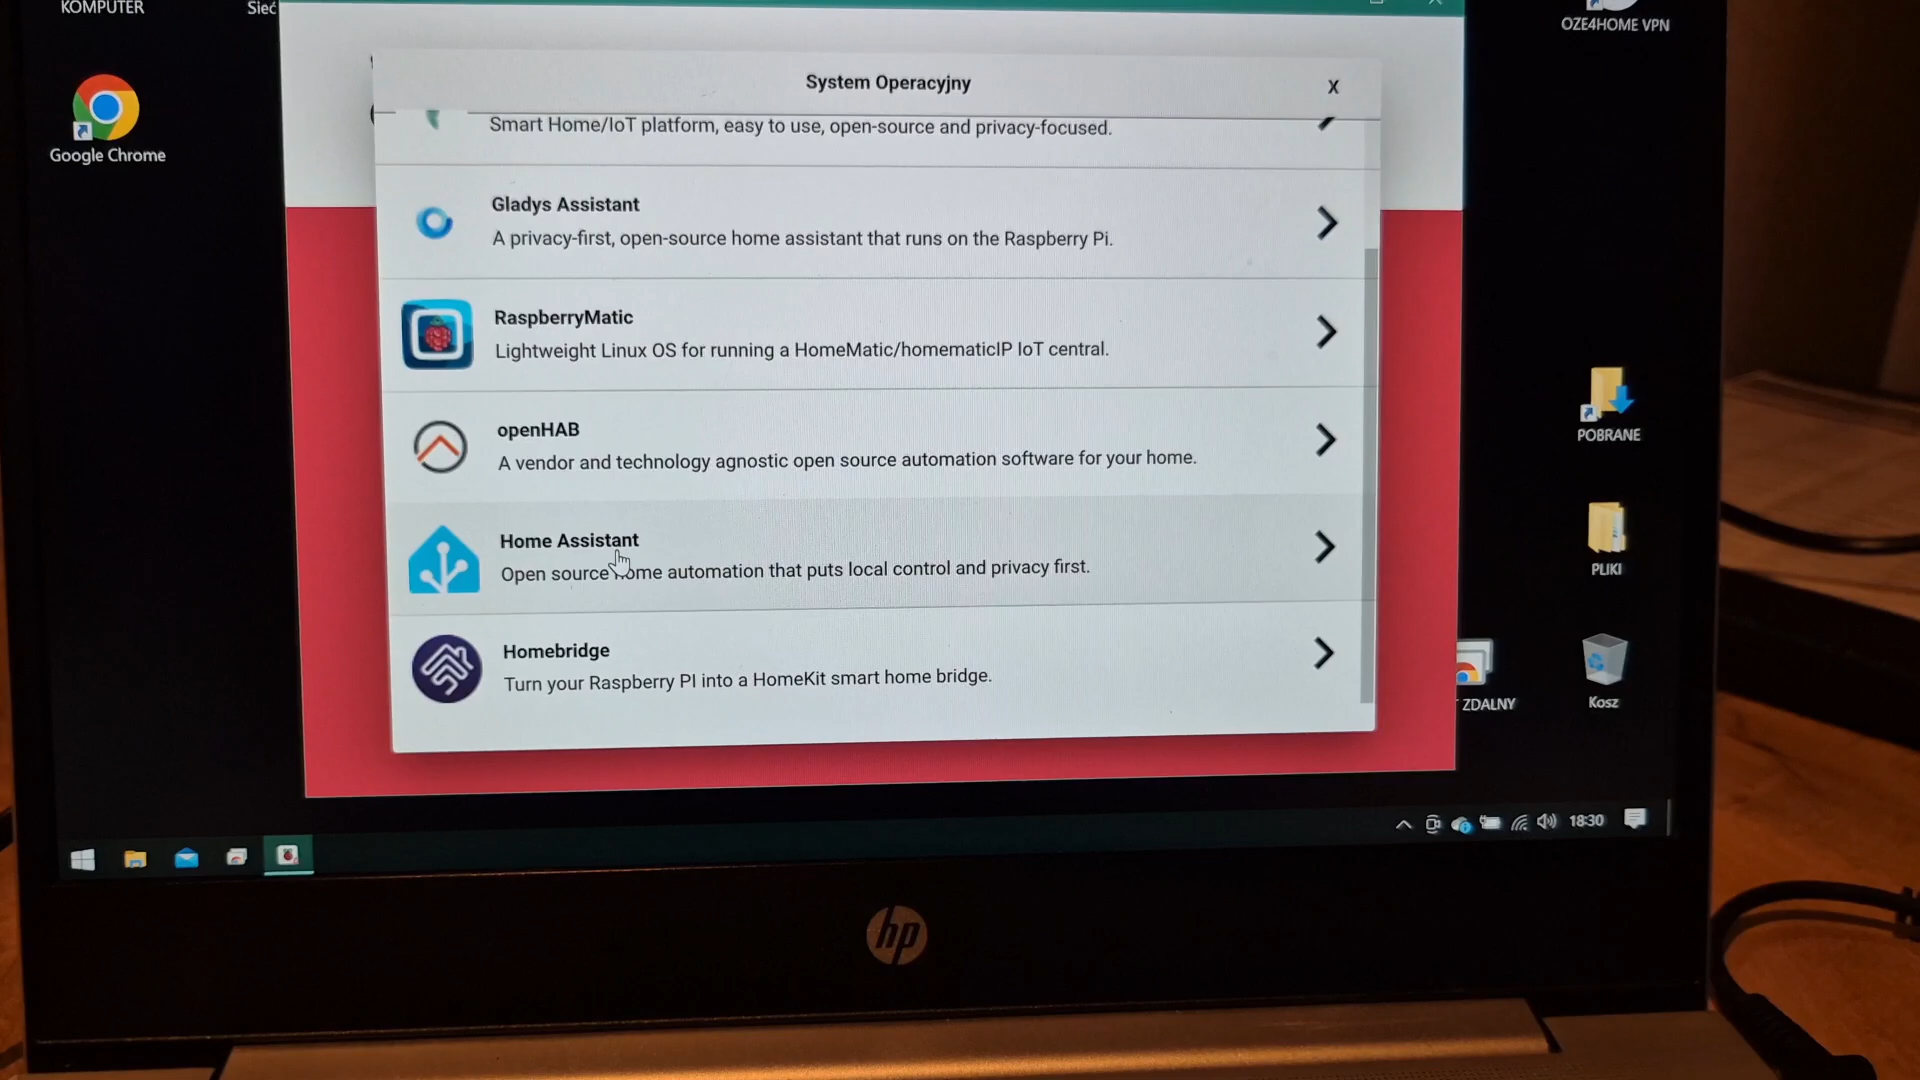 KOMPUTER
Sieć
OZE4HOME VPN
Google Chrome
System Operacyjny
X
Smart Home/IoT platform, easy to use, open-source and privacy-focused.
Gladys Assistant
A privacy-first, open-source home assistant that runs on the Raspberry Pi.
RaspberryMatic
Lightweight Linux OS for running a HomeMatic/homematicIP IoT central.
openHAB
A vendor and technology agnostic open source automation software for your home.
Home Assistant
Open source home automation that puts local control and privacy first.
Homebridge
Turn your Raspberry PI into a HomeKit smart home bridge.
POBRANE
PLIKI
ZDALNY
Kosz
18:30
hp